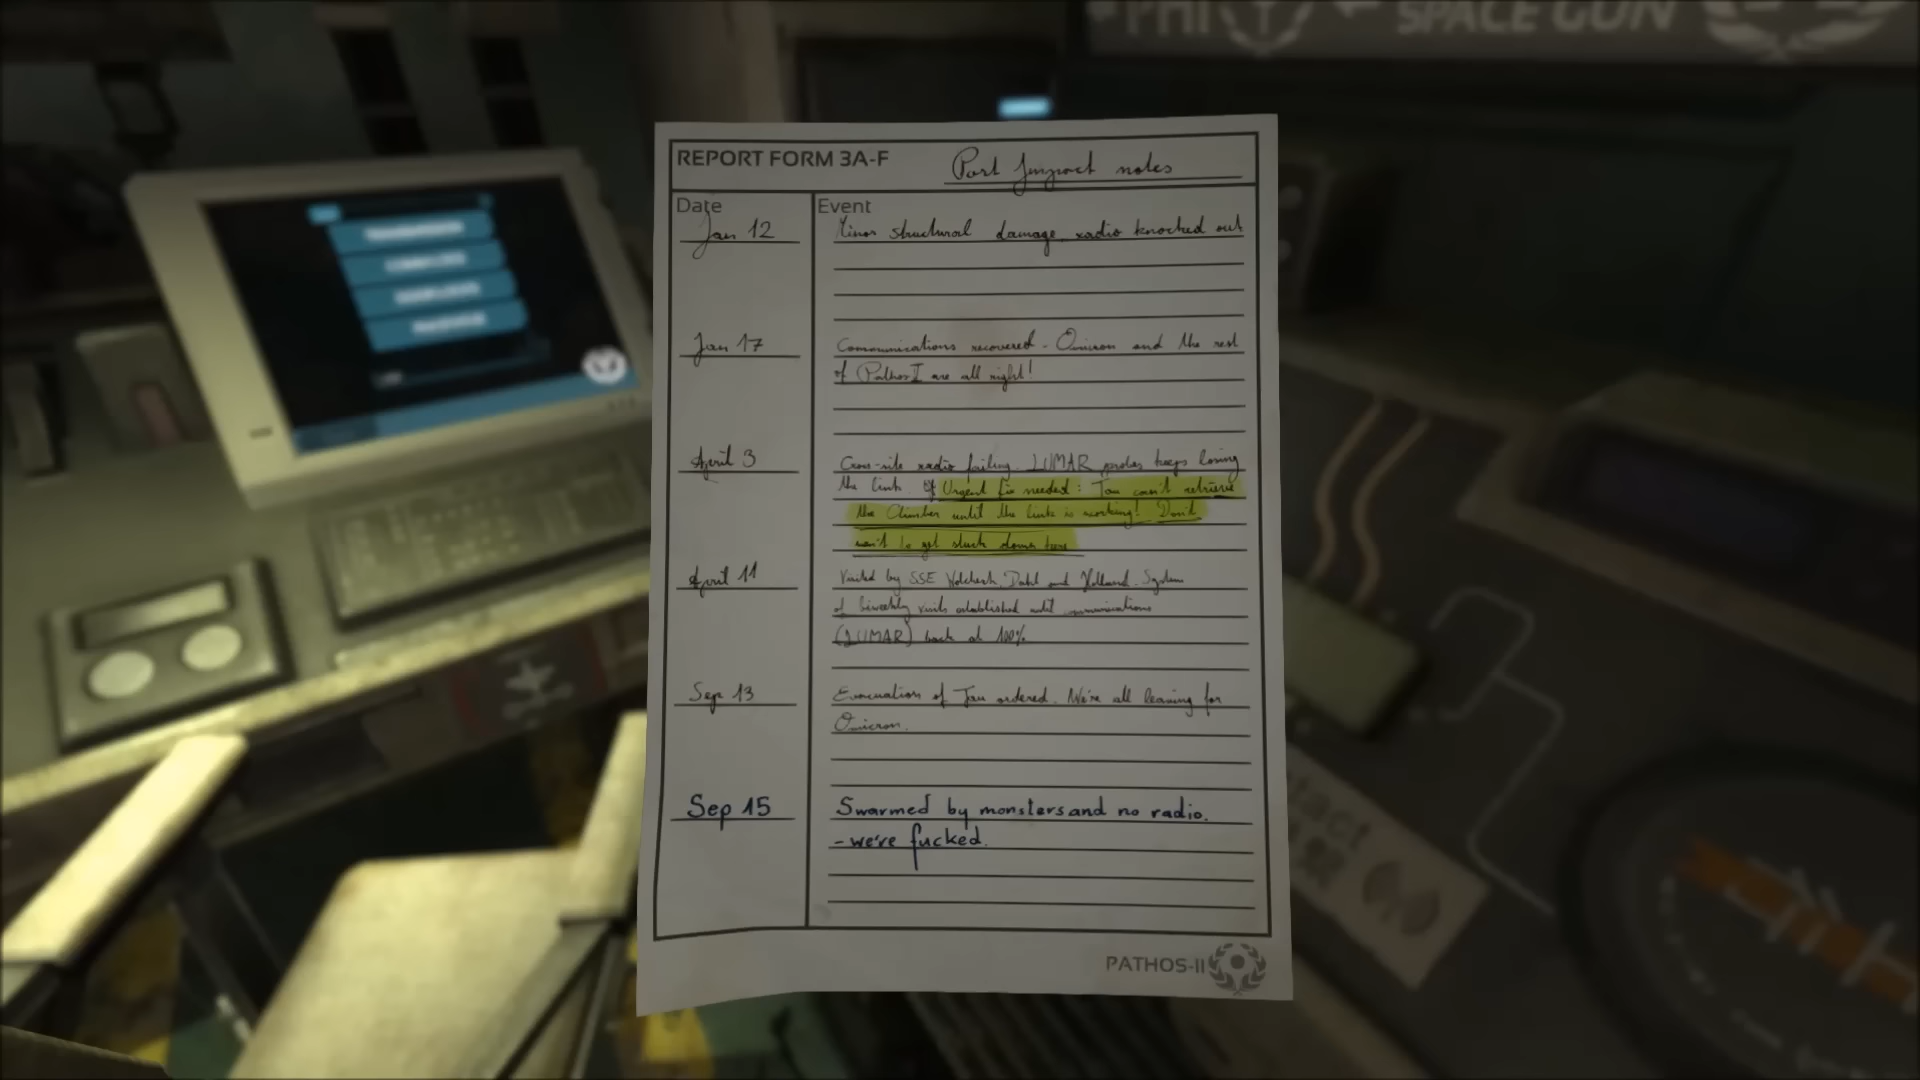 SPACE GUN
REPORT FORM 3A-F
Post Impact notes
Date
Event
Jan 12
Minor structural damage, radio knocked out
Jan 17
Communications recovered - Omicron and the rest
of Pathos II are all right!
April 3
Cross-site radio failing. LUMAR probes keeps losing
the link Urgent fix needed: Tau can't retrieve
the Climber until the link is working! Don't
want to get stuck down here
April 11
Visited by SSE Wolchezk, Dahl and Holland. System
of biweekly visits established until communications
(LUMAR) back at 100%
Sep 13
Evacuation of Tau ordered. We're all leaving for
Omicron.
Sep 15
Swarmed by monsters and no radio.
- we're fucked.
PATHOS-II